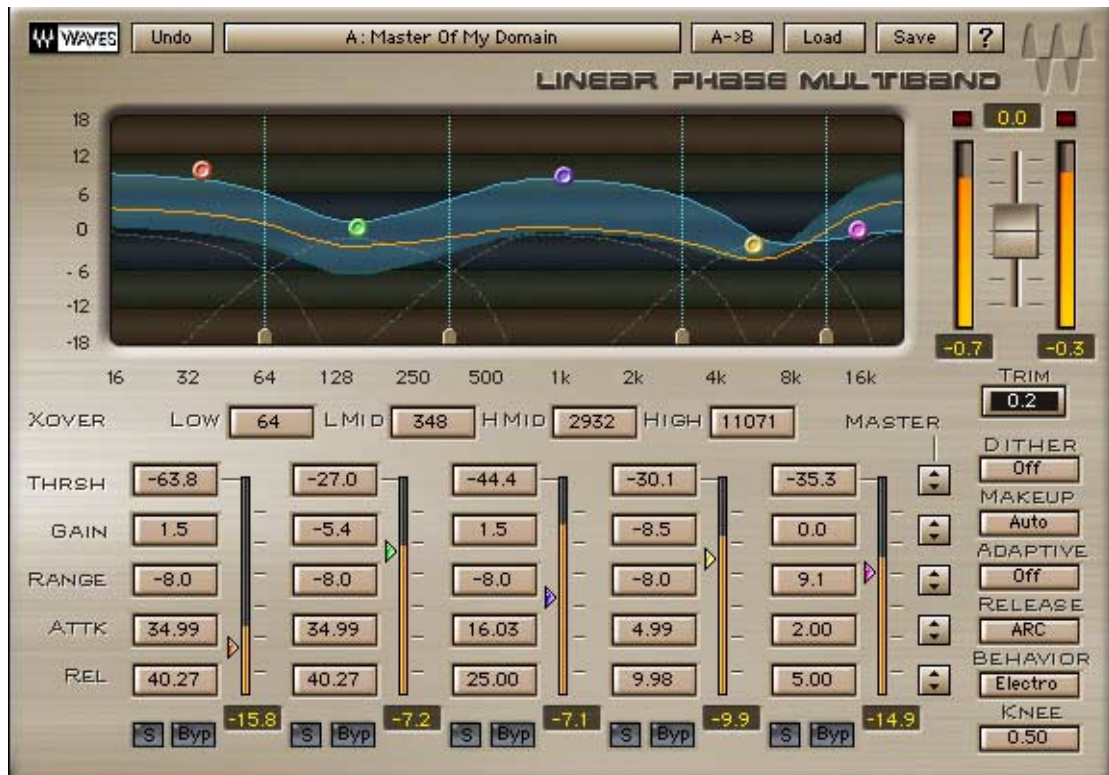 WAVES Undo A: Master Of My Domain A->B Load Save ?
LINEAR PHASE MULTIBAND
0.0
18
12
6
0
-6
-12
-18
-0.7 -0.3
16 32 64 128 250 500 1k 2k 4k 8k 16k
TRIM
0.2
XOVER LOW 64 LMID 348 HMID 2932 HIGH 11071 MASTER
DITHER
Off
THRSH -63.8 -27.0 -44.4 -30.1 -35.3
MAKEUP
Auto
GAIN 1.5 -5.4 1.5 -8.5 0.0
ADAPTIVE
Off
RANGE -8.0 -8.0 -8.0 -8.0 9.1
RELEASE
ARC
ATTK 34.99 34.99 16.03 4.99 2.00
BEHAVIOR
Electro
REL 40.27 40.27 25.00 9.98 5.00
KNEE
0.50
-15.8 -7.2 -7.1 -9.9 -14.9
S Byp S Byp S Byp S Byp S Byp